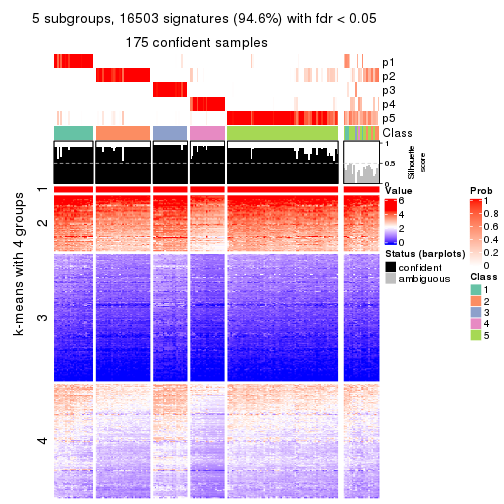 5 subgroups, 16503 signatures (94.6%) with fdr < 0.05
175 confident samples
p1
p2
p3
p4
p5
Class
1
0.5
0
Silhouette
score
k-means with 4 groups
1
2
3
4
Value
6
4
2
0
Status (barplots)
confident
ambiguous
Prob
1
0.8
0.6
0.4
0.2
0
Class
1
2
3
4
5